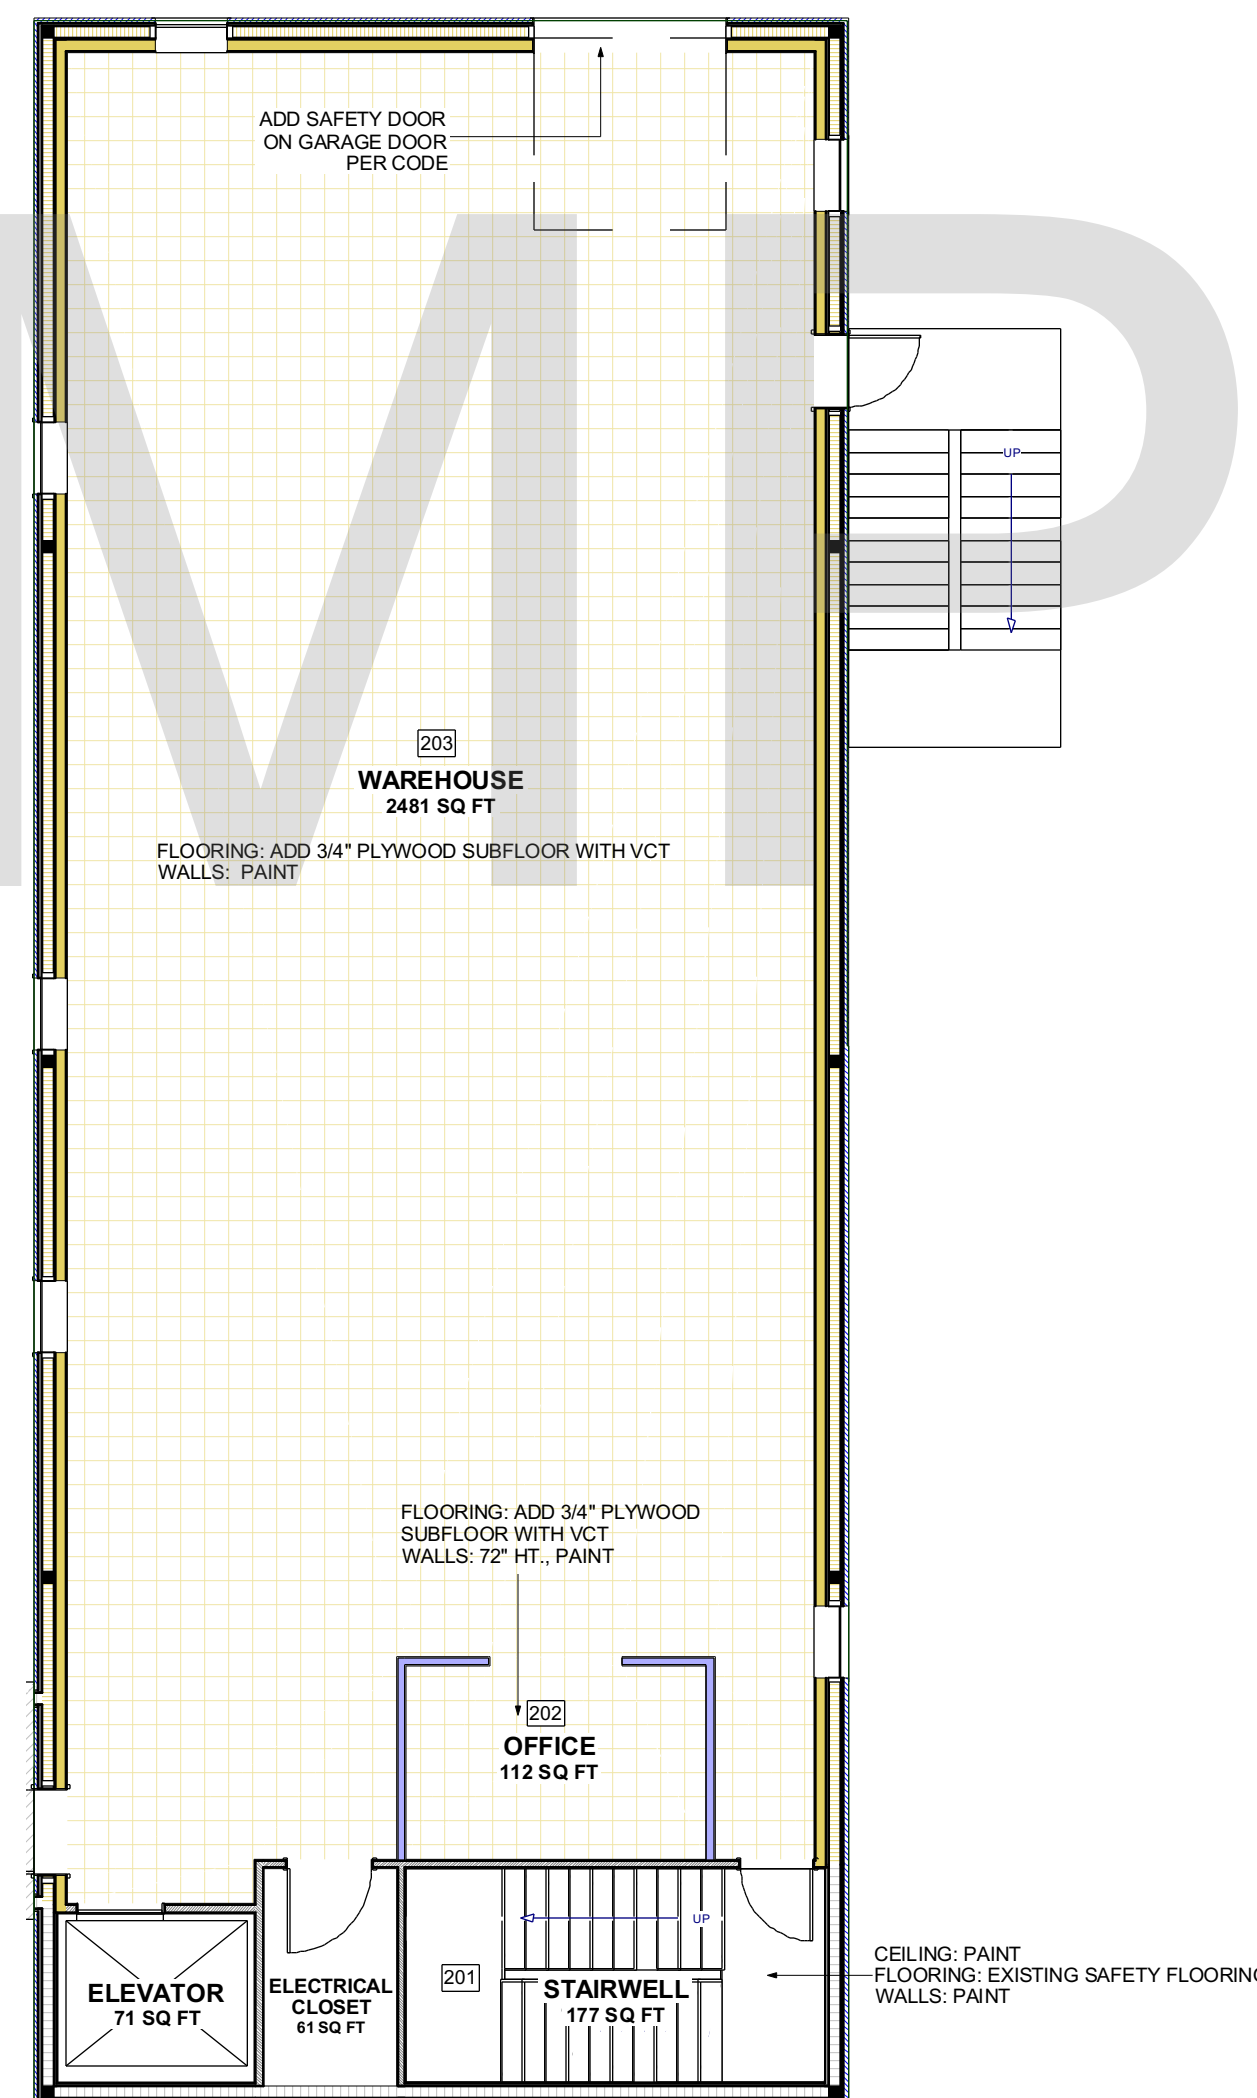 ADD SAFETY DOOR
ON GARAGE DOOR
PER CODE
UP
203
WAREHOUSE
2481 SQ FT
FLOORING: ADD 3/4" PLYWOOD SUBFLOOR WITH VCT
WALLS: PAINT
FLOORING: ADD 3/4" PLYWOOD
SUBFLOOR WITH VCT
WALLS: 72" HT., PAINT
202
OFFICE
112 SQ FT
UP
201
STAIRWELL
177 SQ FT
ELEVATOR
71 SQ FT
ELECTRICAL
CLOSET
61 SQ FT
CEILING: PAINT
FLOORING: EXISTING SAFETY FLOORING
WALLS: PAINT
MP